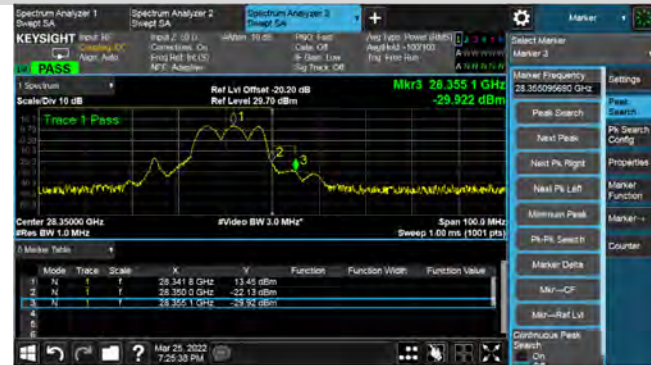 Spectrum Analyzer 1
Swept SA
Spectrum Analyzer 2
Swept SA
Spectrum Analyzer 3
Swept SA
+
Marker
KEYSIGHT Input: RF
Coupling: DC
Align: Auto
Corrections: On
Freq Ref: Int (S)
NFE: Adaptive
Atten: 10 dB
PNO: Fast
Gate: Off
IF Gain: Low
Sig Track: Off
Avg Type: Power (RMS)
Avg|Hold: >100/100
Trig: Free Run
PASS
Select Marker
Marker 3
1 Spectrum
Scale/Div 10 dB
Ref Lvl Offset -20.20 dB
Ref Level 29.70 dBm
Mkr3 28.355 1 GHz
-29.922 dBm
Trace 1 Pass
1
2
3
Center 28.35000 GHz
#Res BW 1.0 MHz
#Video BW 3.0 MHz*
Span 100.0 MHz
Sweep 1.00 ms (1001 pts)
Marker Table
Mode Trace Scale X Y Function Function Width Function Value
1 N 1 f 28.341 8 GHz 13.45 dBm
2 N 1 f 28.350 0 GHz -22.13 dBm
3 N 1 f 28.355 1 GHz -29.92 dBm
4
5
6
Mar 25, 2022
7:25:38 PM
Marker Frequency
28.355095680 GHz
Peak Search
Next Peak
Next Pk Right
Next Pk Left
Minimum Peak
Pk-Pk Search
Marker Delta
Mkr→CF
Mkr→Ref Lvl
Continuous Peak
Search
On
Settings
Peak
Search
Pk Search
Config
Properties
Marker
Function
Marker→
Counter